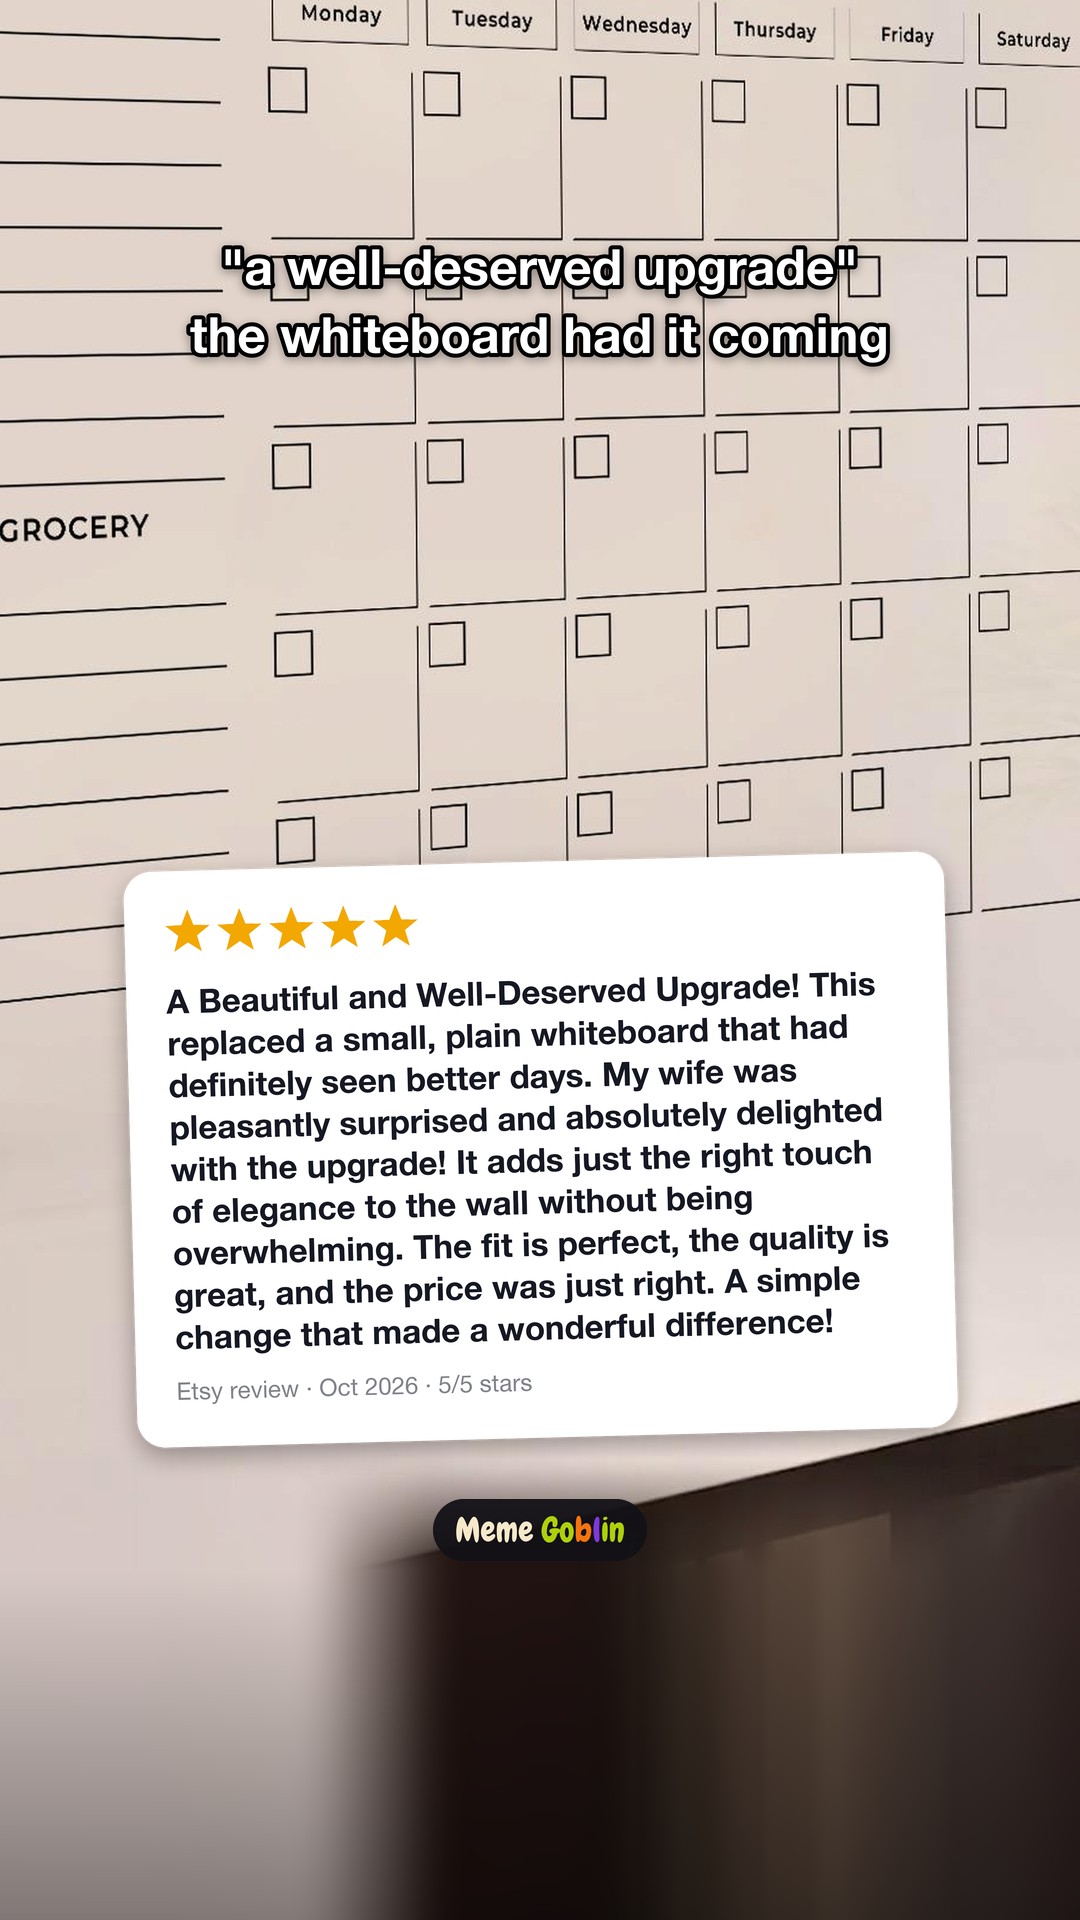 Monday Tuesday Wednesday Thursday Friday Saturday
"a well-deserved upgrade"
the whiteboard had it coming
GROCERY
A Beautiful and Well-Deserved Upgrade! This
replaced a small, plain whiteboard that had
definitely seen better days. My wife was
pleasantly surprised and absolutely delighted
with the upgrade! It adds just the right touch
of elegance to the wall without being
overwhelming. The fit is perfect, the quality is
great, and the price was just right. A simple
change that made a wonderful difference!
Etsy review · Oct 2026 · 5/5 stars
Meme Goblin